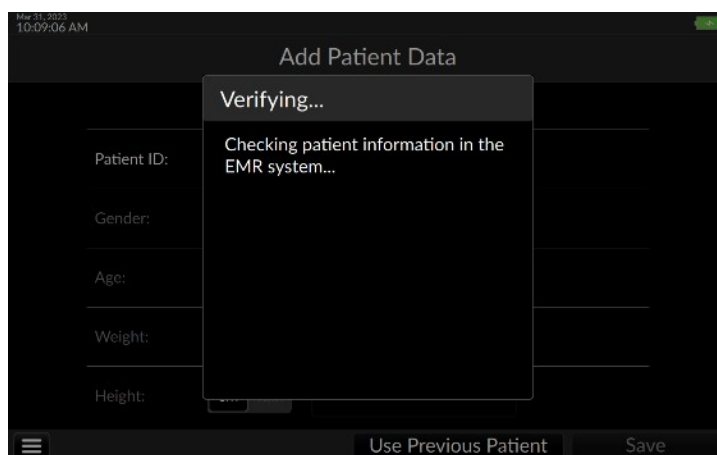 Mar 31, 2023
10:09:06 AM
Add Patient Data
Verifying...
Checking patient information in the
EMR system...
Patient ID:
Gender:
Age:
Weight:
Height:
Use Previous Patient
Save